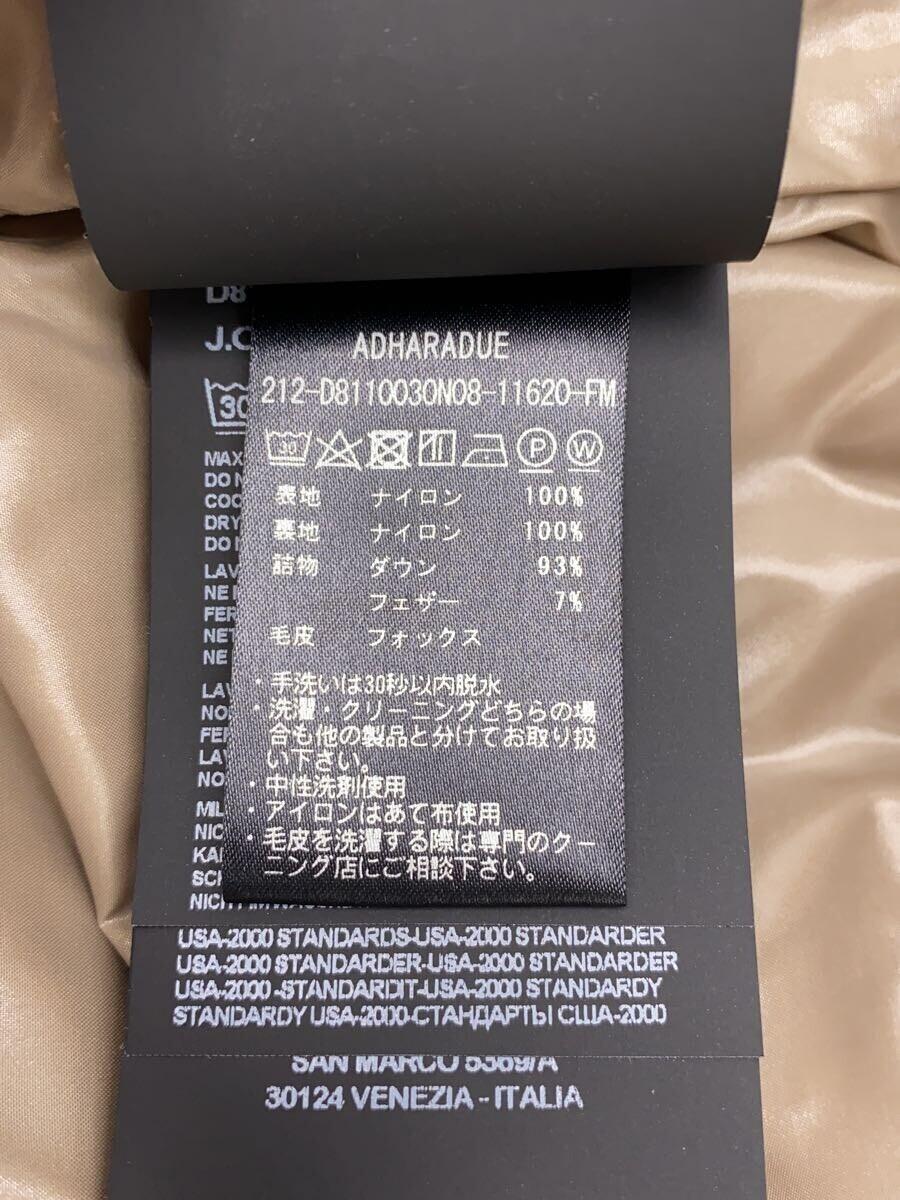 D8
J.C
30
ADHARADUE
212-D8110030N08-11620-FM
30 P W
表地 ナイロン 100%
裏地 ナイロン 100%
詰物 ダウン 93%
フェザー 7%
毛皮 フォックス
・手洗いは30秒以内脱水
・洗濯・クリーニングどちらの場
合も他の製品と分けてお取り扱
い下さい。
・中性洗剤使用
・アイロンはあて布使用
・毛皮を洗濯する際は専門のクー
ニング店にご相談下さい。
MAX
DO N
COO
DRY
DO I
LAV
NE
FER
NET
NE
LAV
NO
FER
LAV
NO
MIL
NIC
KAL
SCH
USA-2000 STANDARDS-USA-2000 STANDARDER
USA-2000 STANDARDER-USA-2000 STANDARDER
USA-2000 -STANDARDIT-USA-2000 STANDARDY
STANDARDY USA-2000-СТАНДАРТЫ США-2000
SAN MARCO 5369/A
30124 VENEZIA - ITALIA